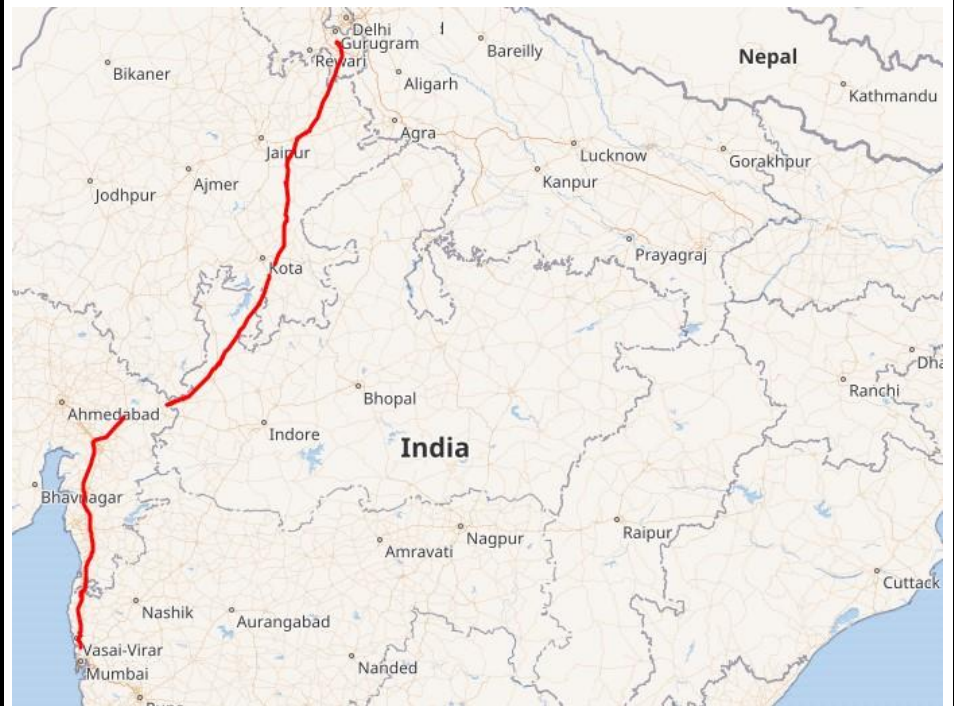 Delhi
Gurugram
Rewari
Bareilly
Nepal
Bikaner
Aligarh
Kathmandu
Agra
Jaipur
Lucknow
Gorakhpur
Ajmer
Kanpur
Jodhpur
Prayagraj
Kota
Dha
Ranchi
Bhopal
Ahmedabad
Indore
India
Bhavnagar
Raipur
Nagpur
Amravati
Cuttack
Nashik
Aurangabad
Vasai-Virar
Nanded
Mumbai